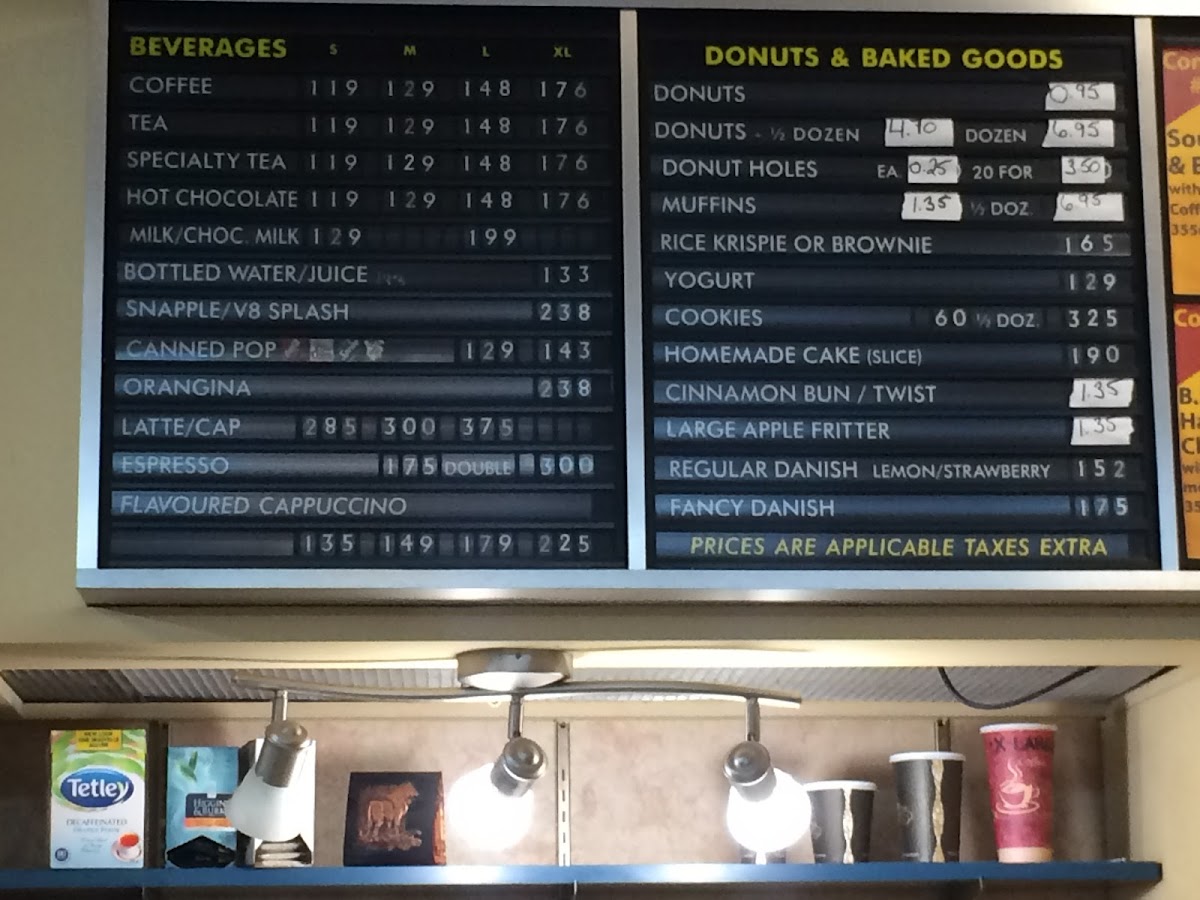 BEVERAGES S M L XL
COFFEE 119 129 148 176
TEA 119 129 148 176
SPECIALTY TEA 119 129 148 176
HOT CHOCOLATE 119 129 148 176
MILK/CHOC. MILK 129 199
BOTTLED WATER/JUICE 133
SNAPPLE/V8 SPLASH 238
CANNED POP 129 143
ORANGINA 238
LATTE/CAP 285 300 375
ESPRESSO 175 DOUBLE 300
FLAVOURED CAPPUCCINO
135 149 179 225
DONUTS & BAKED GOODS
DONUTS 0.95
DONUTS - ½ DOZEN 4.70 DOZEN 6.95
DONUT HOLES EA. 0.25 20 FOR 350
MUFFINS 1.35 ½ DOZ. 6.95
RICE KRISPIE OR BROWNIE 165
YOGURT 129
COOKIES 60 ½ DOZ. 325
HOMEMADE CAKE (SLICE) 190
CINNAMON BUN / TWIST 1.35
LARGE APPLE FRITTER 1.35
REGULAR DANISH LEMON/STRAWBERRY 152
FANCY DANISH 175
PRICES ARE APPLICABLE TAXES EXTRA
& B
with
B.
Tetley
DECAFFEINATED
X LAR